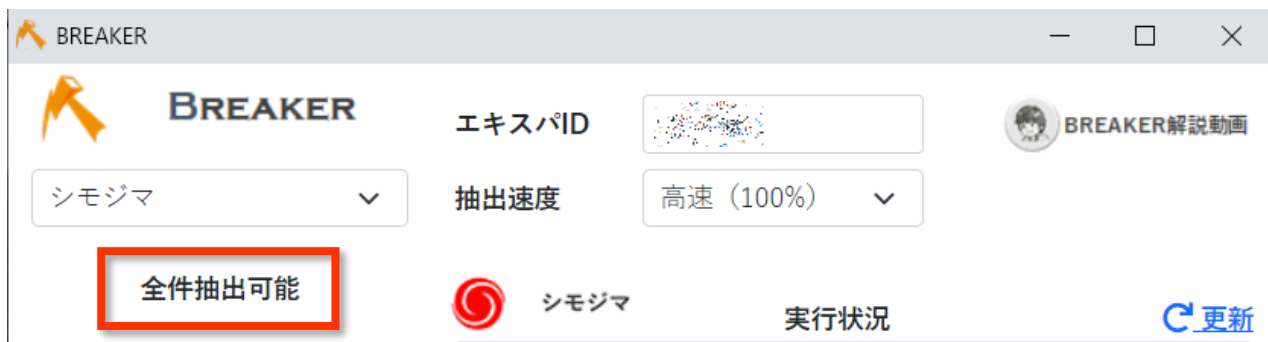 BREAKER
BREAKER
エキスパID
BREAKER解説動画
シモジマ
抽出速度
高速（100%）
全件抽出可能
シモジマ
実行状況
更新